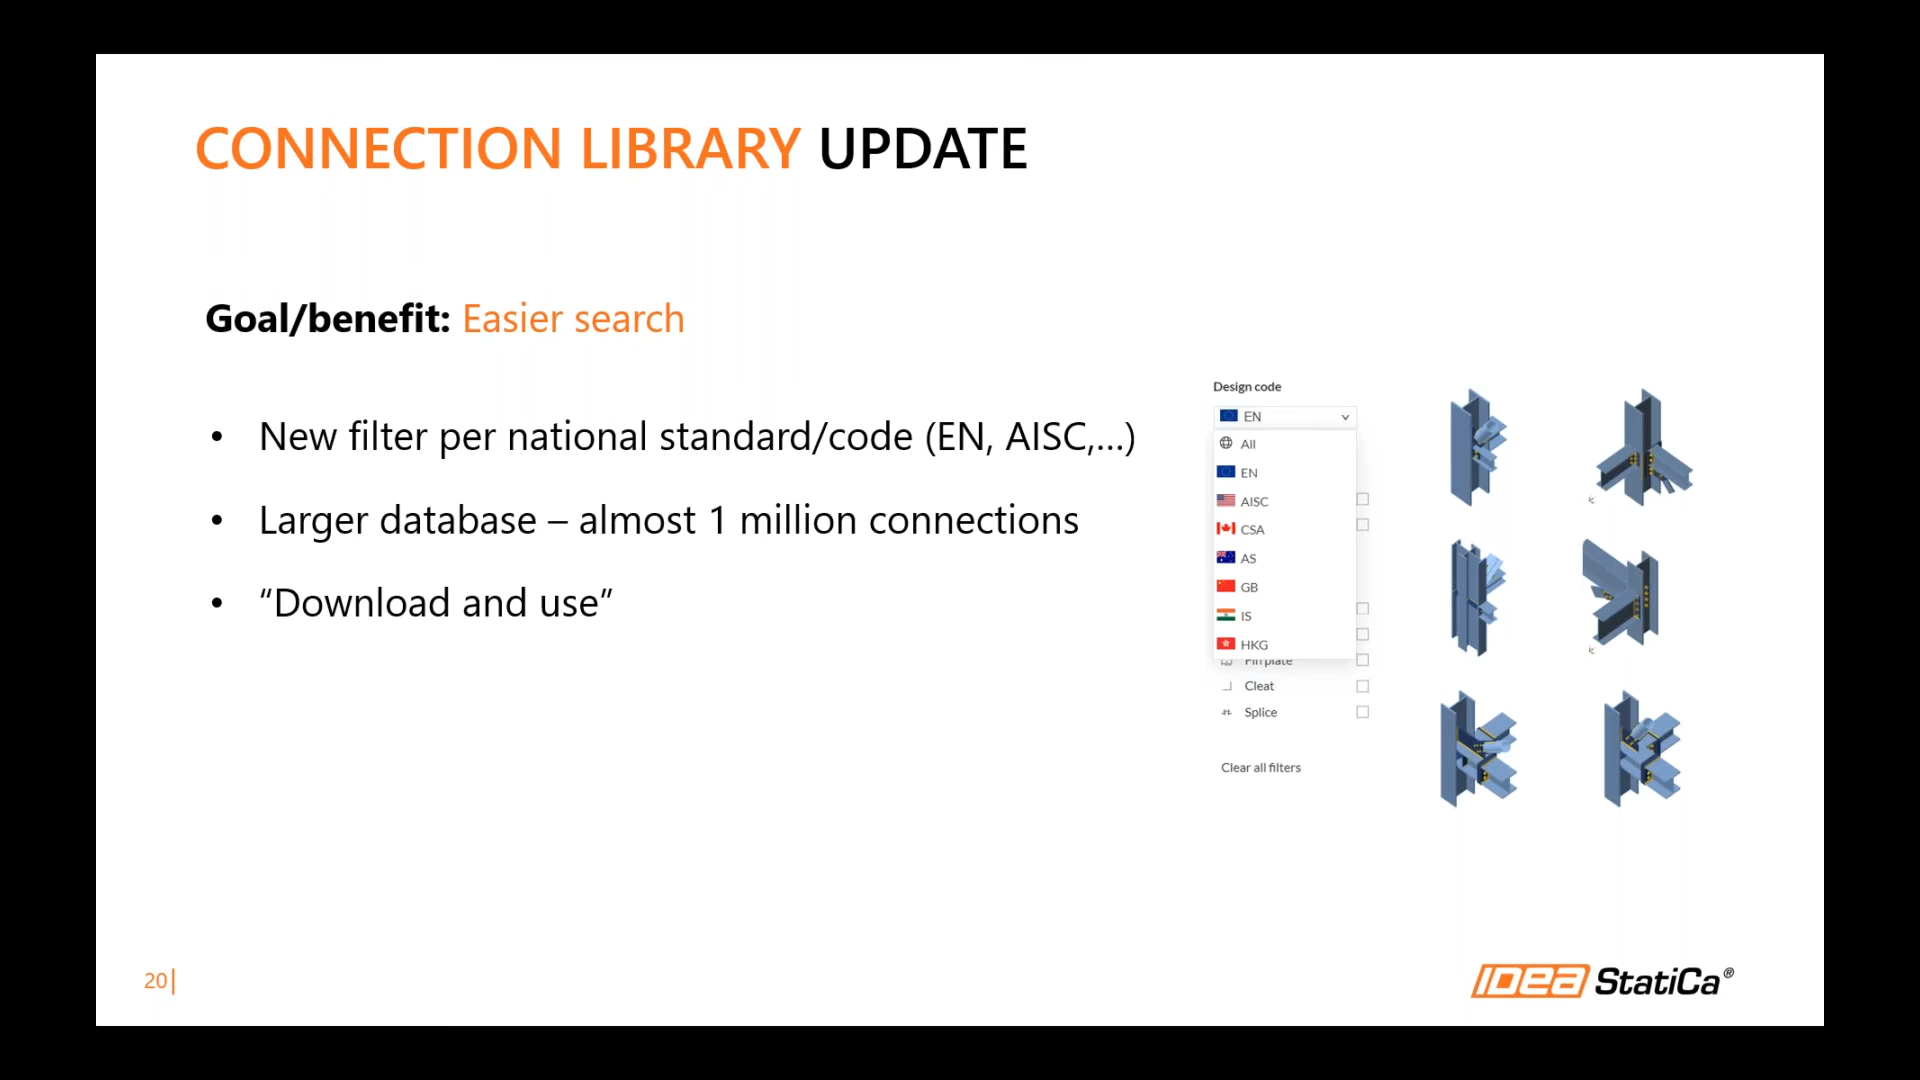 CONNECTION LIBRARY UPDATE
Goal/benefit: Easier search
• New filter per national standard/code (EN, AISC,...)
• Larger database – almost 1 million connections
• “Download and use”
Design code
EN
All
EN
AISC
CSA
AS
GB
IS
HKG
Fin plate
Cleat
Splice
Clear all filters
20|
IDEA StatiCa®